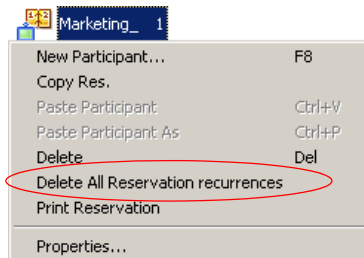 Marketing_ 1
New Participant... F8
Copy Res.
Paste Participant Ctrl+V
Paste Participant As Ctrl+P
Delete Del
Delete All Reservation recurrences
Print Reservation
Properties...